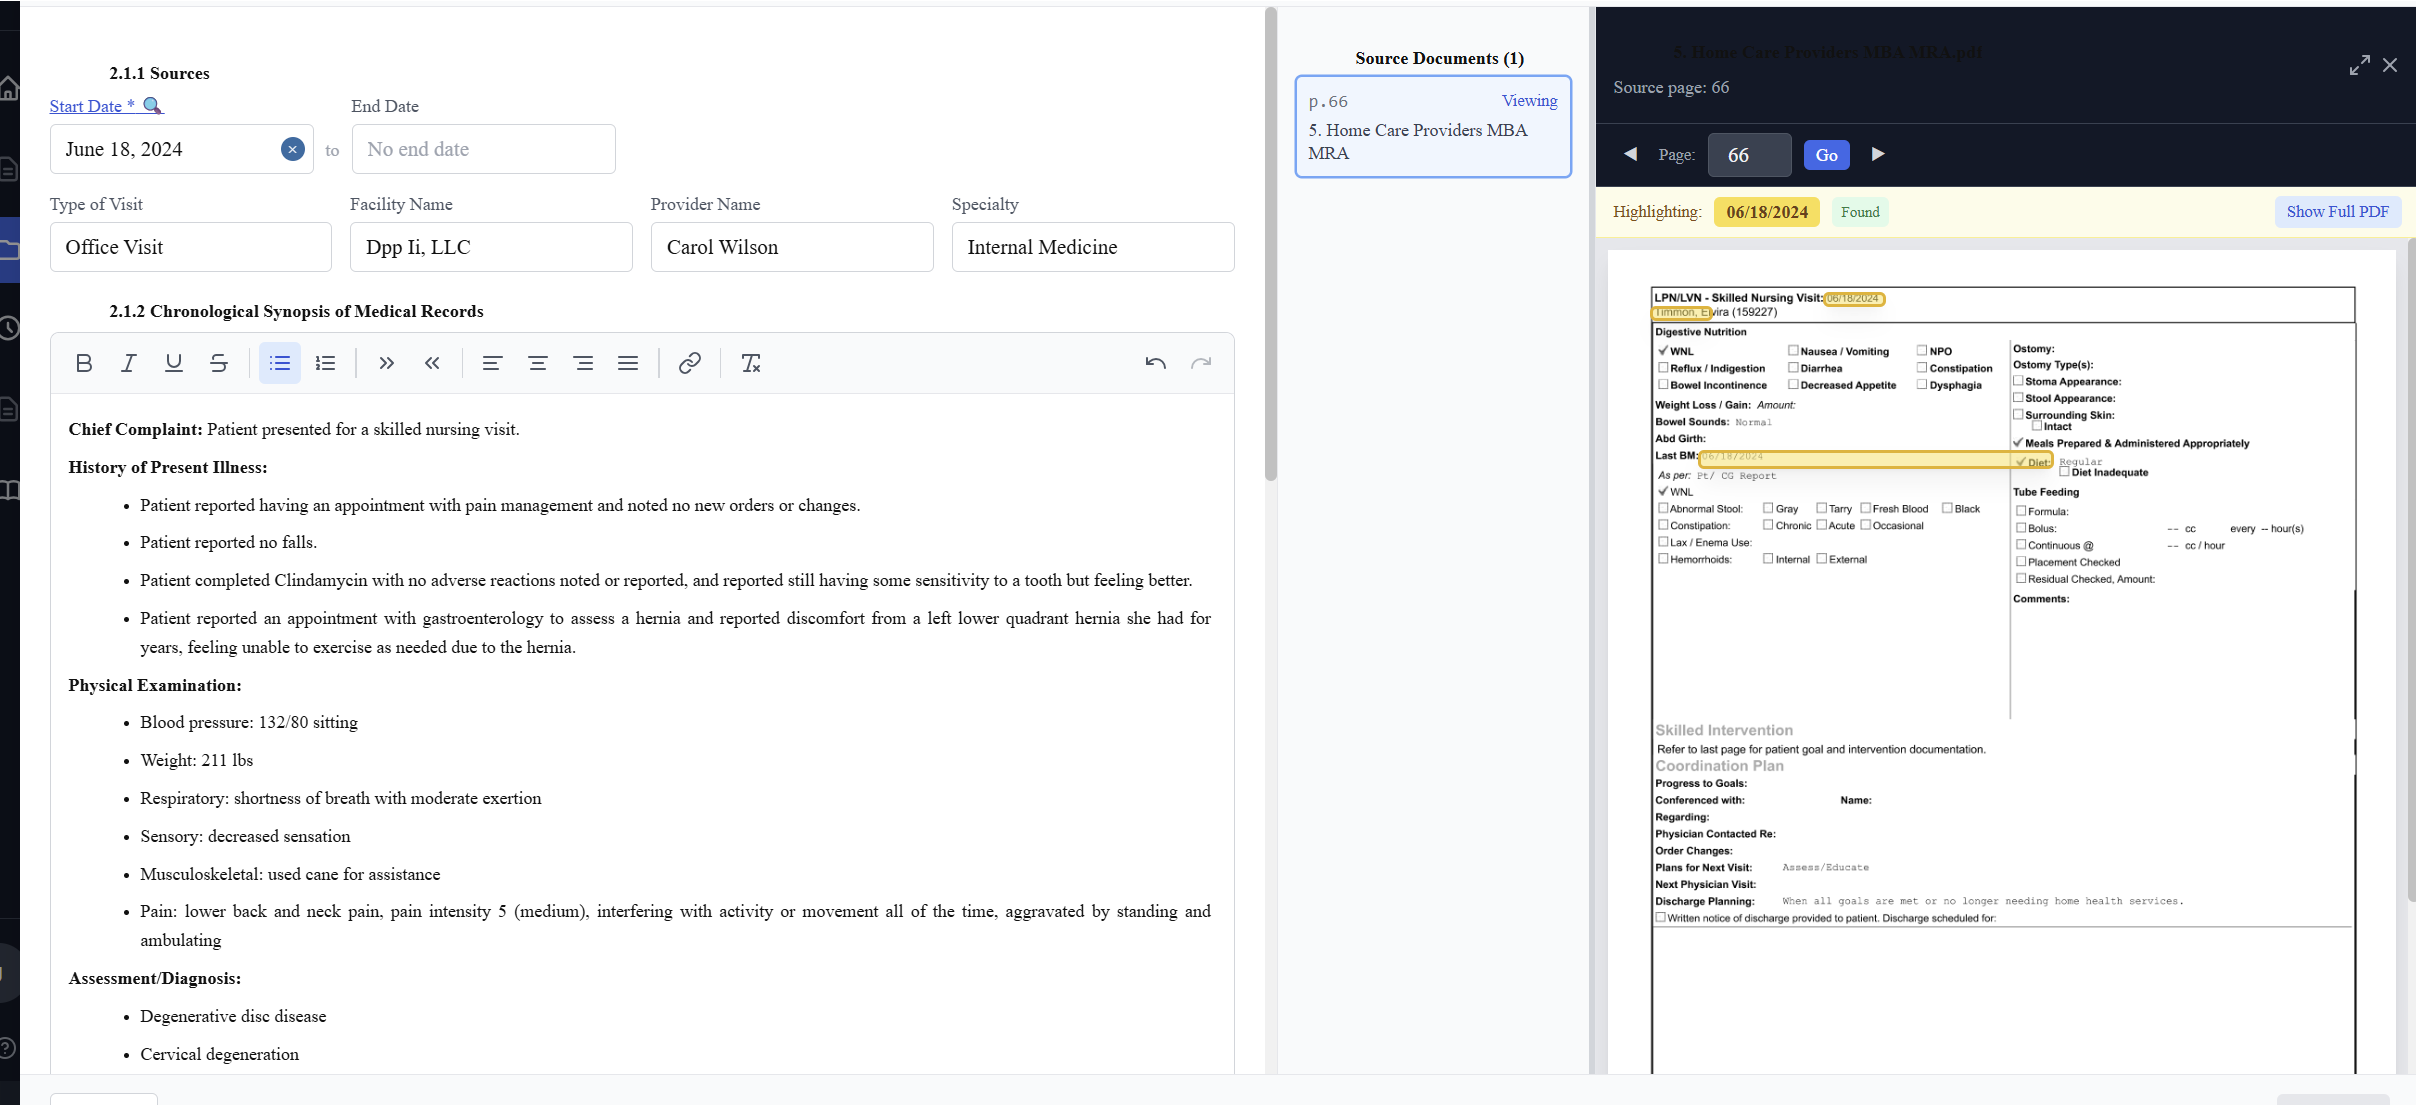 2.1.1 Sources
Start Date *
End Date
June 18, 2024
to
No end date
Type of Visit
Facility Name
Provider Name
Specialty
Office Visit
Dpp Ii, LLC
Carol Wilson
Internal Medicine
2.1.2 Chronological Synopsis of Medical Records
Chief Complaint: Patient presented for a skilled nursing visit.
History of Present Illness:
• Patient reported having an appointment with pain management and noted no new orders or changes.
• Patient reported no falls.
• Patient completed Clindamycin with no adverse reactions noted or reported, and reported still having some sensitivity to a tooth but feeling better.
• Patient reported an appointment with gastroenterology to assess a hernia and reported discomfort from a left lower quadrant hernia she had for
years, feeling unable to exercise as needed due to the hernia.
Physical Examination:
• Blood pressure: 132/80 sitting
• Weight: 211 lbs
• Respiratory: shortness of breath with moderate exertion
• Sensory: decreased sensation
• Musculoskeletal: used cane for assistance
• Pain: lower back and neck pain, pain intensity 5 (medium), interfering with activity or movement all of the time, aggravated by standing and
ambulating
Assessment/Diagnosis:
• Degenerative disc disease
• Cervical degeneration
Source Documents (1)
p.66
Viewing
5. Home Care Providers MBA
MRA
5. Home Care Providers MBA MRA.pdf
Source page: 66
Page:
66
Go
Highlighting:
06/18/2024
Found
Show Full PDF
LPN/LVN - Skilled Nursing Visit: 06/18/2024
Timmon, Elvira (159227)
Digestive Nutrition
WNL
Nausea / Vomiting
NPO
Reflux / Indigestion
Diarrhea
Constipation
Bowel Incontinence
Decreased Appetite
Dysphagia
Weight Loss / Gain: Amount:
Bowel Sounds: Normal
Abd Girth:
Last BM: 06/18/2024
As per: Pt/ CG Report
WNL
Abnormal Stool:
Gray
Tarry
Fresh Blood
Black
Constipation:
Chronic
Acute
Occasional
Lax / Enema Use:
Hemorrhoids:
Internal
External
Ostomy:
Ostomy Type(s):
Stoma Appearance:
Stool Appearance:
Surrounding Skin:
Intact
Meals Prepared & Administered Appropriately
Diet: Regular
Diet Inadequate
Tube Feeding
Formula:
Bolus: -- cc every -- hour(s)
Continuous @ -- cc / hour
Placement Checked
Residual Checked, Amount:
Comments:
Skilled Intervention
Refer to last page for patient goal and intervention documentation.
Coordination Plan
Progress to Goals:
Conferenced with:
Name:
Regarding:
Physician Contacted Re:
Order Changes:
Plans for Next Visit: Assess/Educate
Next Physician Visit:
Discharge Planning: When all goals are met or no longer needing home health services.
Written notice of discharge provided to patient. Discharge scheduled for: